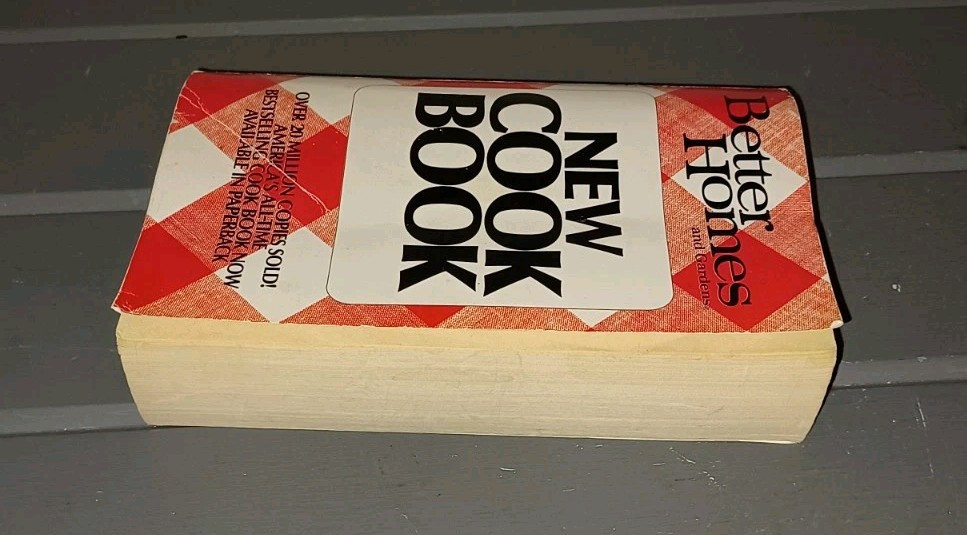 Better
Homes
and Gardens
NEW
COOK
BOOK
OVER 20 MILLION COPIES SOLD!
AMERICA'S ALL-TIME
BESTSELLING COOK BOOK NOW
AVAILABLE IN PAPERBACK